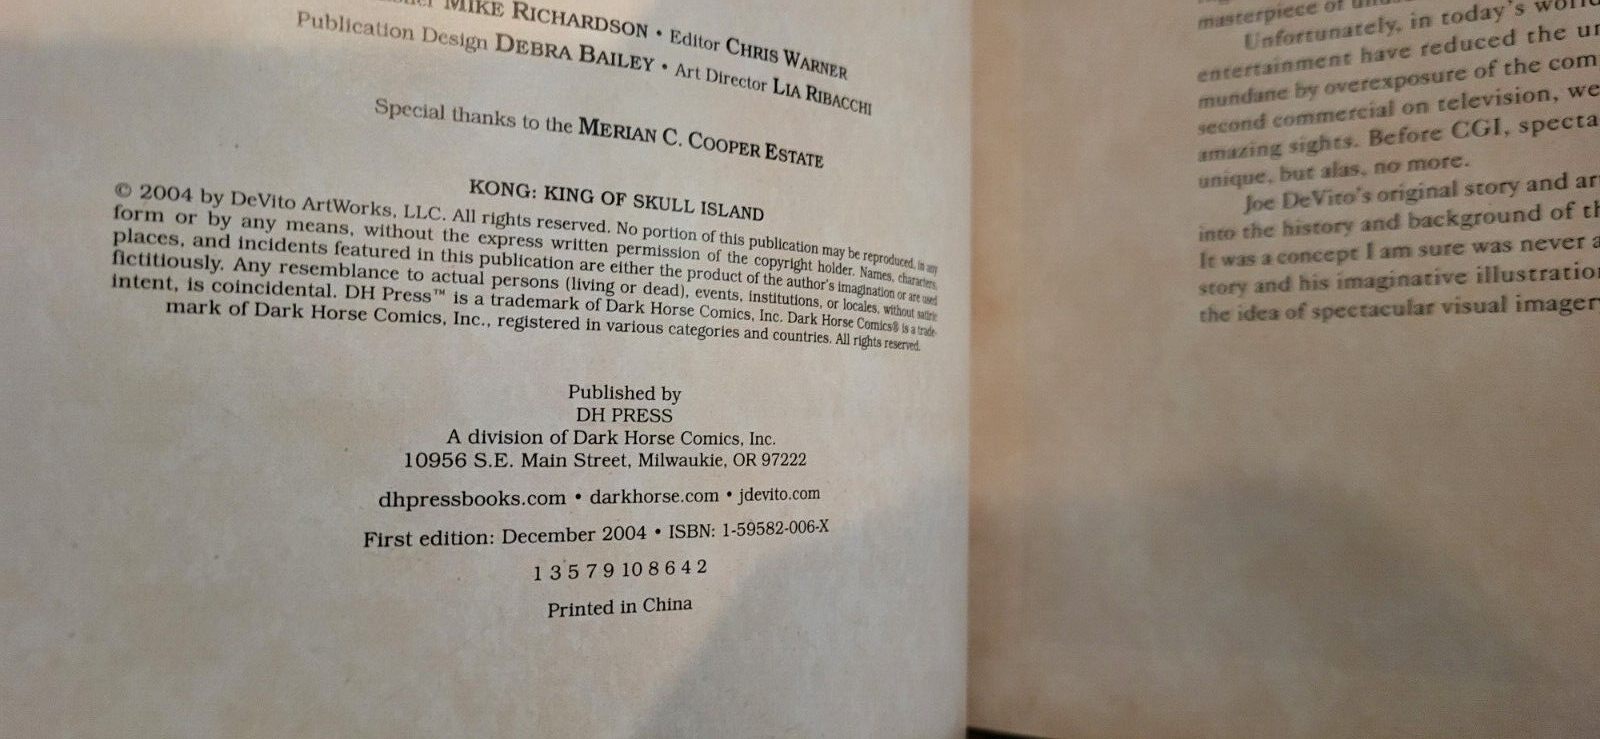 MIKE RICHARDSON • Editor CHRIS WARNER
Publication Design DEBRA BAILEY • Art Director LIA RIBACCHI
Special thanks to the MERIAN C. COOPER ESTATE
KONG: KING OF SKULL ISLAND
© 2004 by DeVito ArtWorks, LLC. All rights reserved. No portion of this publication may be reproduced, in any
form or by any means, without the express written permission of the copyright holder. Names, characters,
places, and incidents featured in this publication are either the product of the author's imagination or are used
fictitiously. Any resemblance to actual persons (living or dead), events, institutions, or locales, without satiric
intent, is coincidental. DH Press™ is a trademark of Dark Horse Comics, Inc. Dark Horse Comics® is a trade-
mark of Dark Horse Comics, Inc., registered in various categories and countries. All rights reserved.
Published by
DH PRESS
A division of Dark Horse Comics, Inc.
10956 S.E. Main Street, Milwaukie, OR 97222
dhpressbooks.com • darkhorse.com • jdevito.com
First edition: December 2004 • ISBN: 1-59582-006-X
1 3 5 7 9 10 8 6 4 2
Printed in China
masterpiece of
Unfortunately, in today's
entertainment have reduced the
mundane by overexposure of the
second commercial on television, we
amazing sights. Before CGI,
unique, but alas, no more.
Joe DeVito's original story and
into the history and background of
It was a concept I am sure was never
story and his imaginative
the idea of spectacular visual